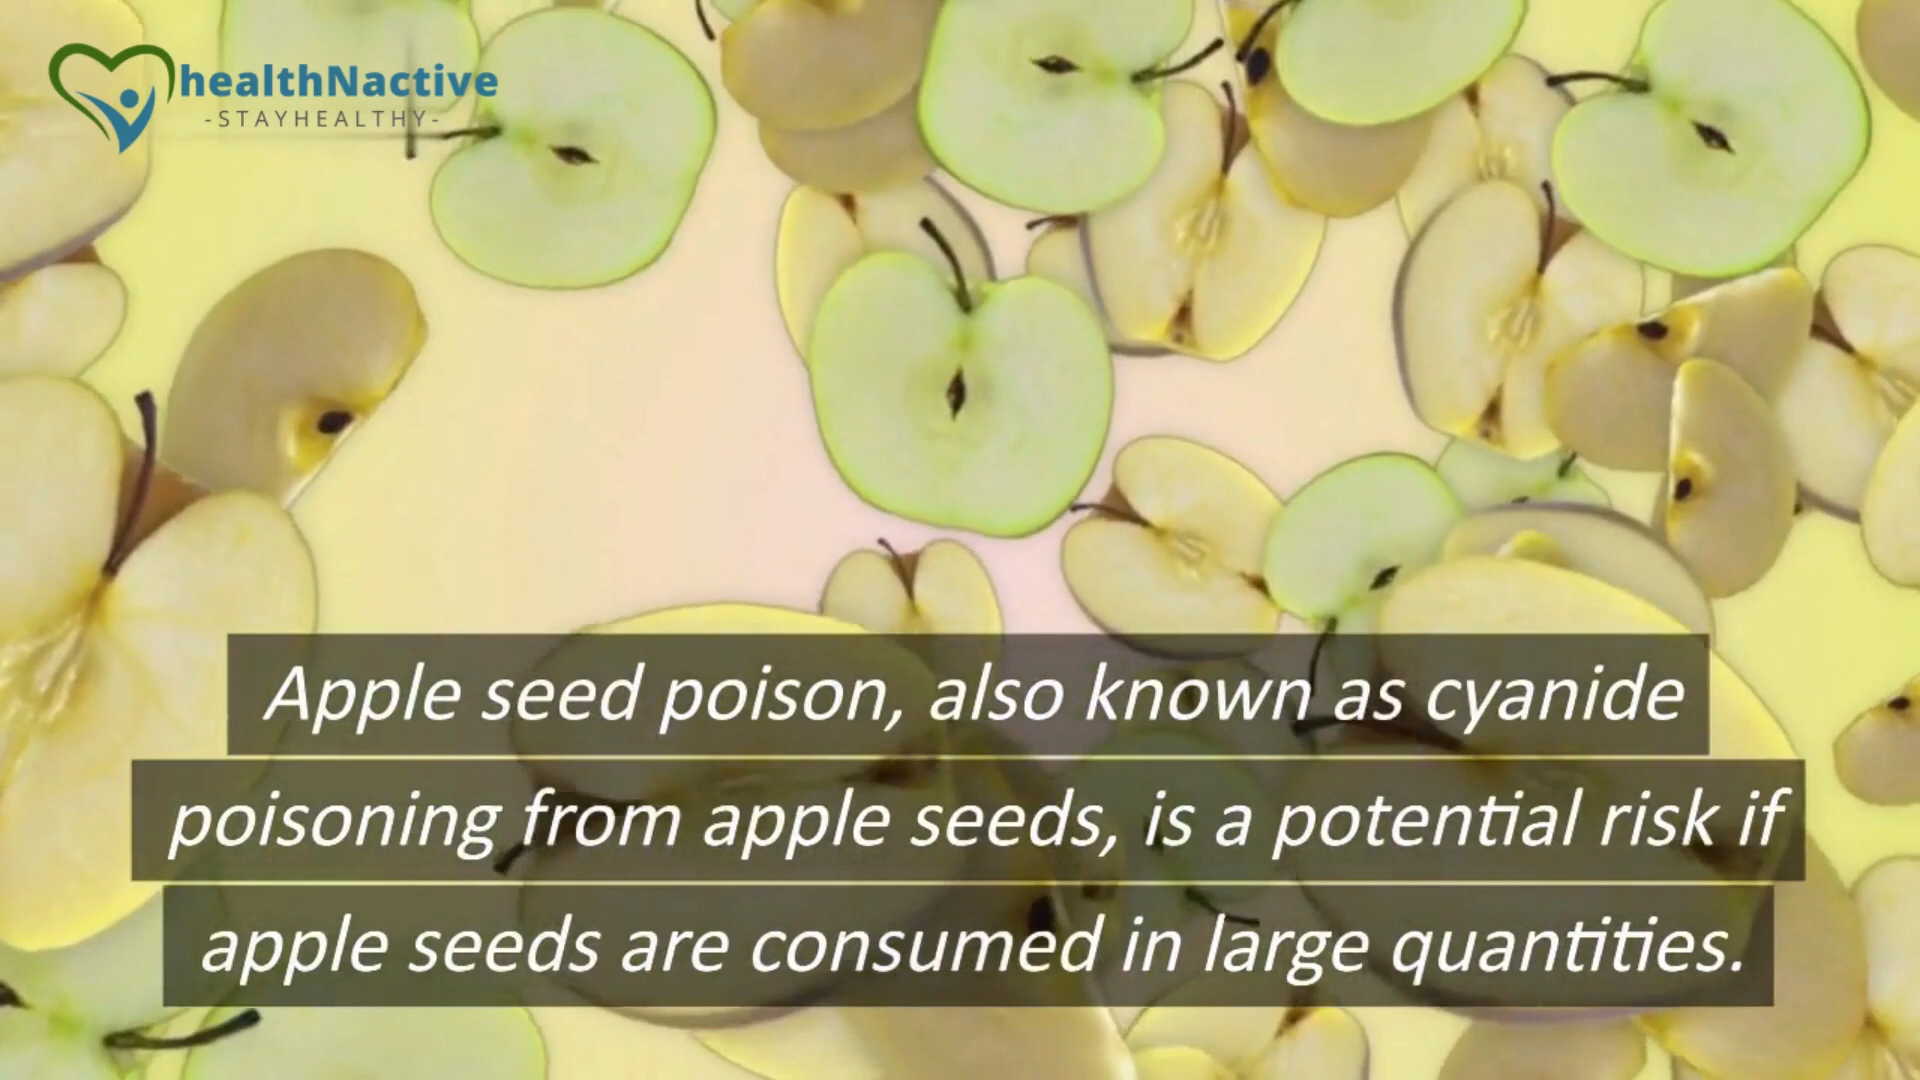 healthNactive
-STAYHEALTHY-
Apple seed poison, also known as cyanide
poisoning from apple seeds, is a potential risk if
apple seeds are consumed in large quantities.